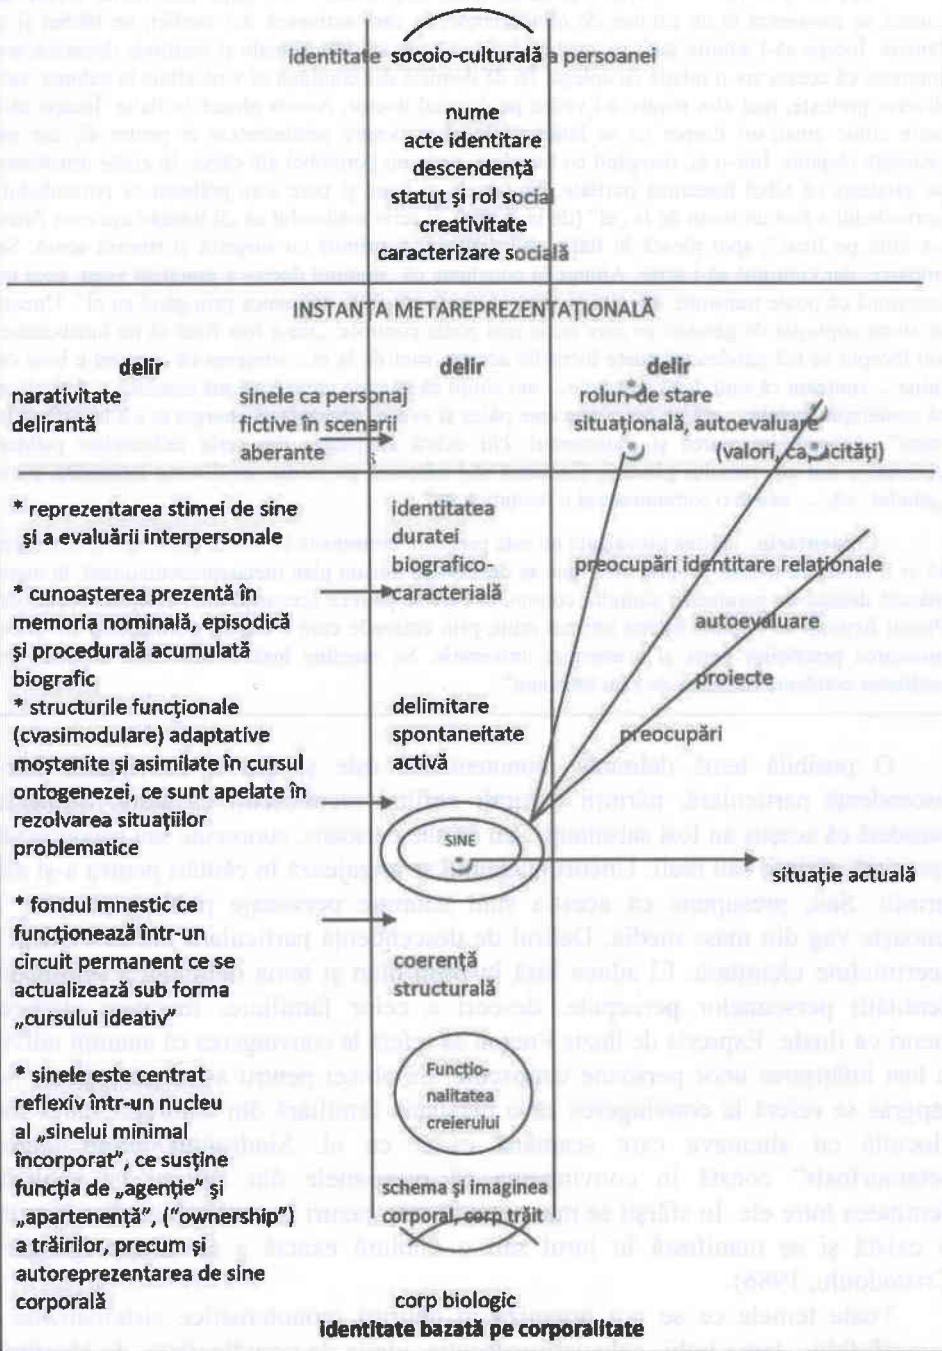 Identitate socoio-culturală a persoanei
nume
acte identitare
descendență
statut și rol social
creativitate
caracterizare socială
INSTANȚA METAREPREZENTAȚIONALĂ
delir
narativitate
delirantă
delir
sinele ca personaj
fictive în scenarii
aberante
delir
roluri de stare
situațională, autoevaluare
(valori, capacități)
* reprezentarea stimei de sine
și a evaluării interpersonale
identitatea
duratei
biografico-
caracterială
preocupări identitare relaționale
autoevaluare
proiecte
preocupări
* cunoașterea prezentă în
memoria nominală, episodică
și procedurală acumulată
biografic
* structurile funcționale
(cvasimodulare) adaptative
moștenite și asimilate în cursul
ontogenezei, ce sunt apelate în
rezolvarea situațiilor
problematice
delimitare
spontaneitate
activă
SINE
situație actuală
* fondul mnestic ce
funcționează într-un
circuit permanent ce se
actualizează sub forma
„cursului ideativ”
coerență
structurală
* sinele este centrat
reflexiv într-un nucleu
al „sinelui minimal
încorporat”, ce susține
funcția de „agenție” și
„apartenență”, (“ownership”)
a trăirilor, precum și
autoreprezentarea de sine
corporală
Funcțio-
nalitatea
creierului
schema și imaginea
corporal, corp trăit
corp biologic
identitate bazată pe corporalitate